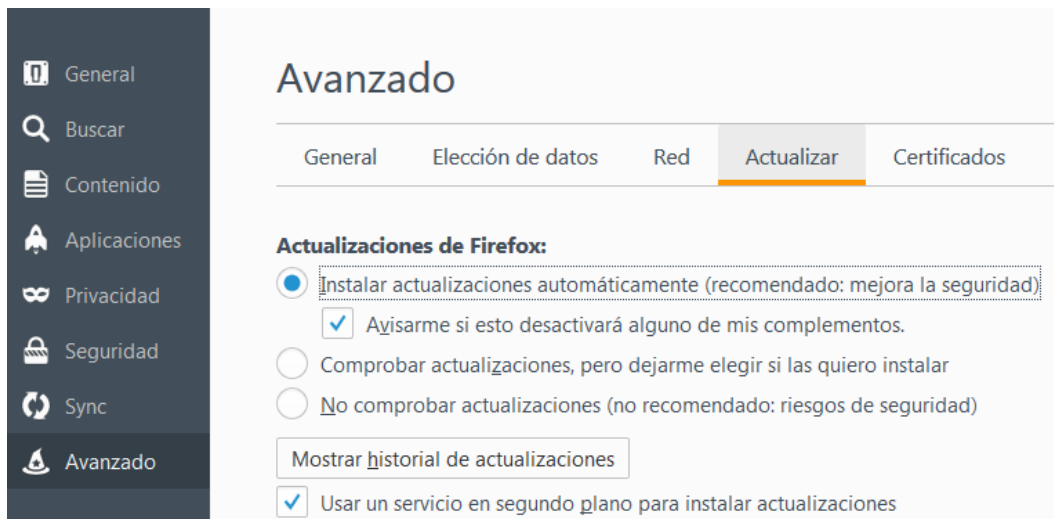 General
Buscar
Contenido
Aplicaciones
Privacidad
Seguridad
Sync
Avanzado
Avanzado
General Elección de datos Red Actualizar Certificados
Actualizaciones de Firefox:
Instalar actualizaciones automáticamente (recomendado: mejora la seguridad)
Avisarme si esto desactivará alguno de mis complementos.
Comprobar actualizaciones, pero dejarme elegir si las quiero instalar
No comprobar actualizaciones (no recomendado: riesgos de seguridad)
Mostrar historial de actualizaciones
Usar un servicio en segundo plano para instalar actualizaciones